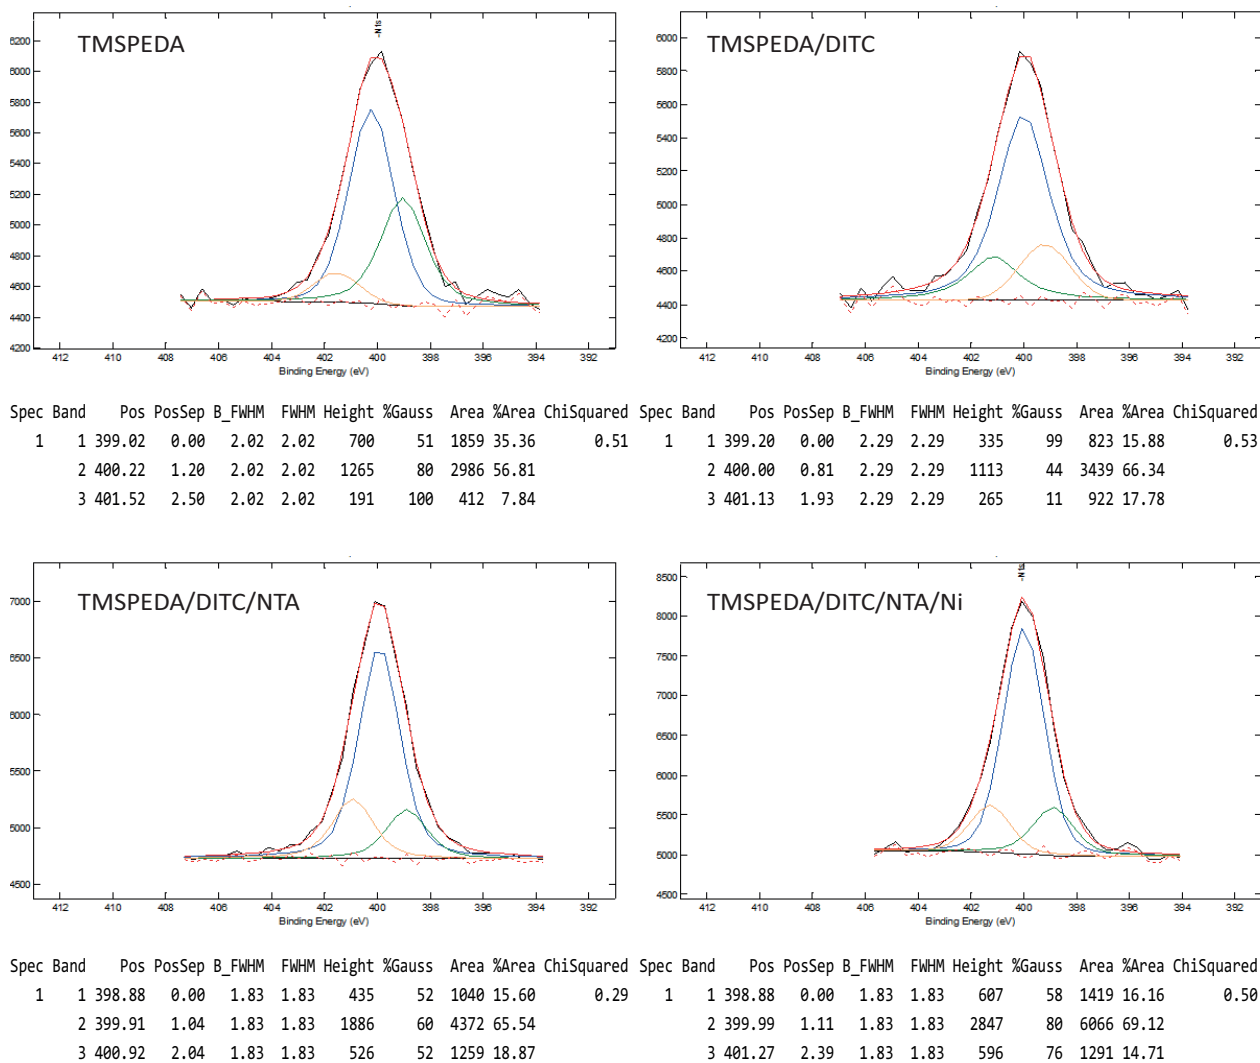 TMSPEDA
-N 1s
6200
6000
5800
5600
5400
5200
5000
4800
4600
4400
4200
412 410 408 406 404 402 400 398 396 394 392
Binding Energy (eV)
TMSPEDA/DITC
6000
5800
5600
5400
5200
5000
4800
4600
4400
4200
412 410 408 406 404 402 400 398 396 394 392
Binding Energy (eV)
Spec Band Pos PosSep B_FWHM FWHM Height %Gauss Area %Area ChiSquared
1 1 399.02 0.00 2.02 2.02 700 51 1859 35.36 0.51
2 400.22 1.20 2.02 2.02 1265 80 2986 56.81
3 401.52 2.50 2.02 2.02 191 100 412 7.84
Spec Band Pos PosSep B_FWHM FWHM Height %Gauss Area %Area ChiSquared
1 1 399.20 0.00 2.29 2.29 335 99 823 15.88 0.53
2 400.00 0.81 2.29 2.29 1113 44 3439 66.34
3 401.13 1.93 2.29 2.29 265 11 922 17.78
TMSPEDA/DITC/NTA
7000
6500
6000
5500
5000
4500
412 410 408 406 404 402 400 398 396 394 392
Binding Energy (eV)
TMSPEDA/DITC/NTA/Ni
-N 1s
8500
8000
7500
7000
6500
6000
5500
5000
4500
412 410 408 406 404 402 400 398 396 394 392
Binding Energy (eV)
Spec Band Pos PosSep B_FWHM FWHM Height %Gauss Area %Area ChiSquared
1 1 398.88 0.00 1.83 1.83 435 52 1040 15.60 0.29
2 399.91 1.04 1.83 1.83 1886 60 4372 65.54
3 400.92 2.04 1.83 1.83 526 52 1259 18.87
Spec Band Pos PosSep B_FWHM FWHM Height %Gauss Area %Area ChiSquared
1 1 398.88 0.00 1.83 1.83 607 58 1419 16.16 0.50
2 399.99 1.11 1.83 1.83 2847 80 6066 69.12
3 401.27 2.39 1.83 1.83 596 76 1291 14.71